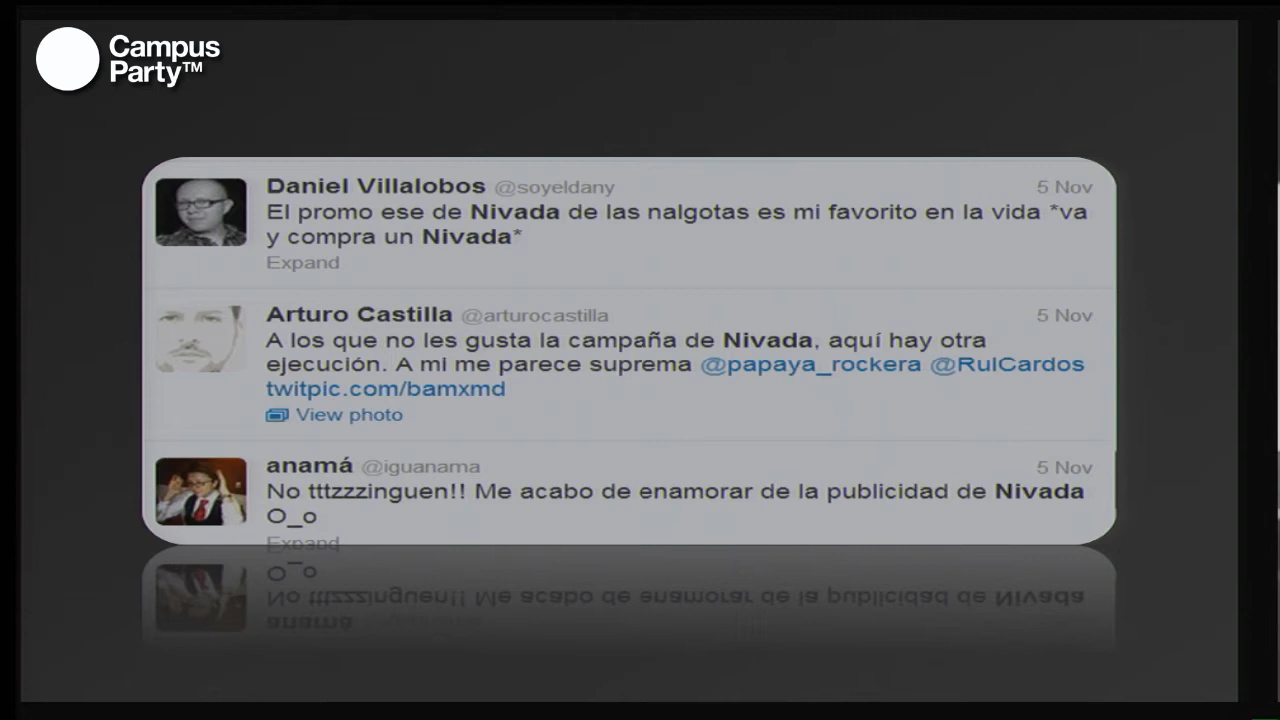 Campus
Party™
Daniel Villalobos @soyeldany 5 Nov
El promo ese de Nivada de las nalgotas es mi favorito en la vida *va
y compra un Nivada*
Expand
Arturo Castilla @arturocastilla 5 Nov
A los que no les gusta la campaña de Nivada, aquí hay otra
ejecución. A mi me parece suprema @papaya_rockera @RulCardos
twitpic.com/bamxmd
View photo
anamá @iguanama 5 Nov
No tttzzzinguen!! Me acabo de enamorar de la publicidad de Nivada
O_o
Expand